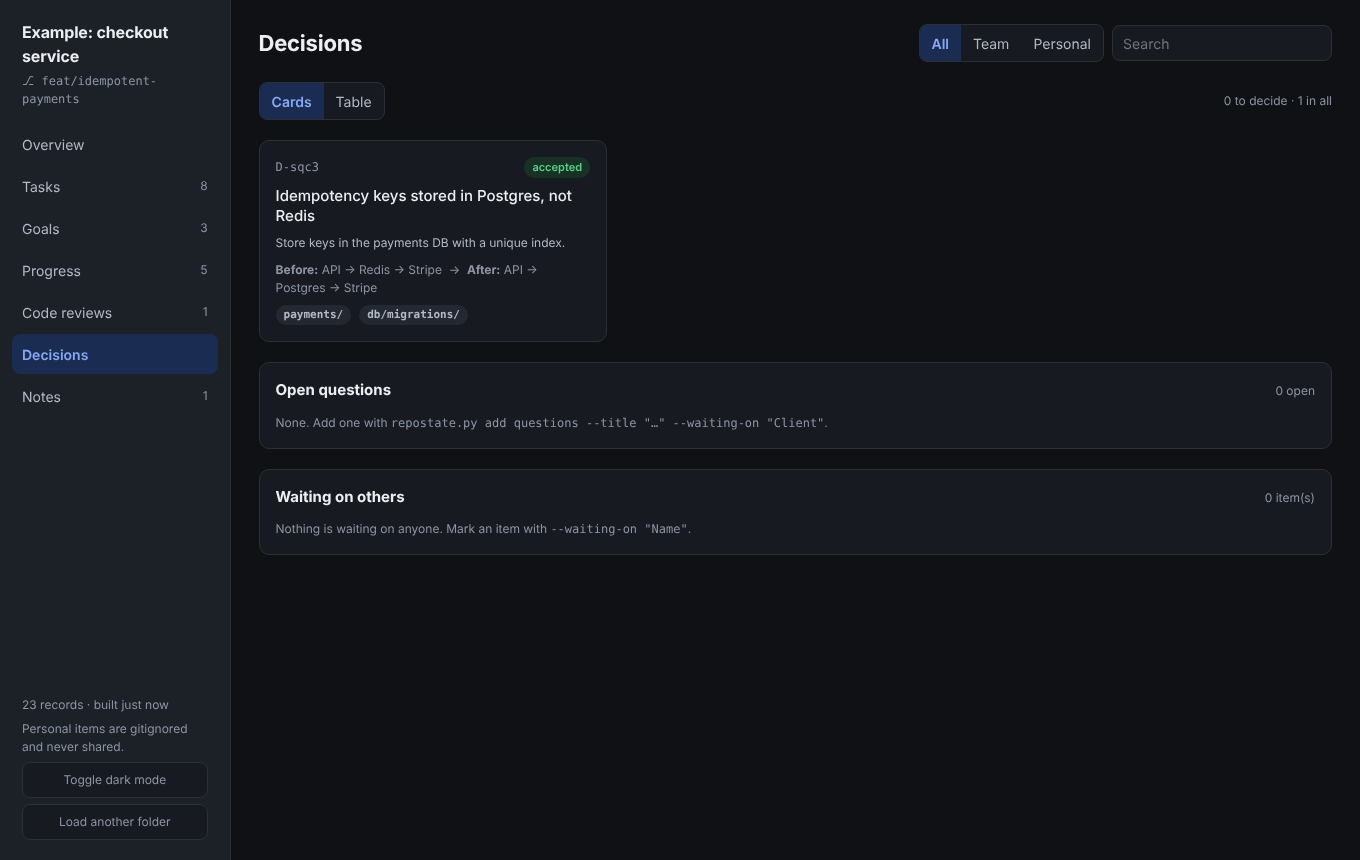 Example: checkout
service
⎇ feat/idempotent-
payments
Overview
Tasks 8
Goals 3
Progress 5
Code reviews 1
Decisions
Notes 1
23 records · built just now
Personal items are gitignored
and never shared.
Toggle dark mode
Load another folder
Decisions
All Team Personal Search
Cards Table
0 to decide · 1 in all
D-sqc3 accepted
Idempotency keys stored in Postgres, not
Redis
Store keys in the payments DB with a unique index.
Before: API → Redis → Stripe → After: API →
Postgres → Stripe
payments/ db/migrations/
Open questions 0 open
None. Add one with repostate.py add questions --title "…" --waiting-on "Client".
Waiting on others 0 item(s)
Nothing is waiting on anyone. Mark an item with --waiting-on "Name".